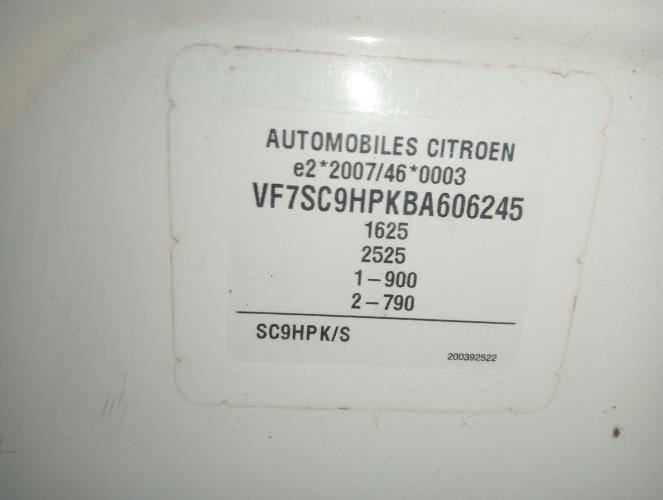 AUTOMOBILES CITROEN
e2*2007/46*0003
VF7SC9HPKBA606245
1625
2525
1-900
2-790
SC9HPK/S
200392522